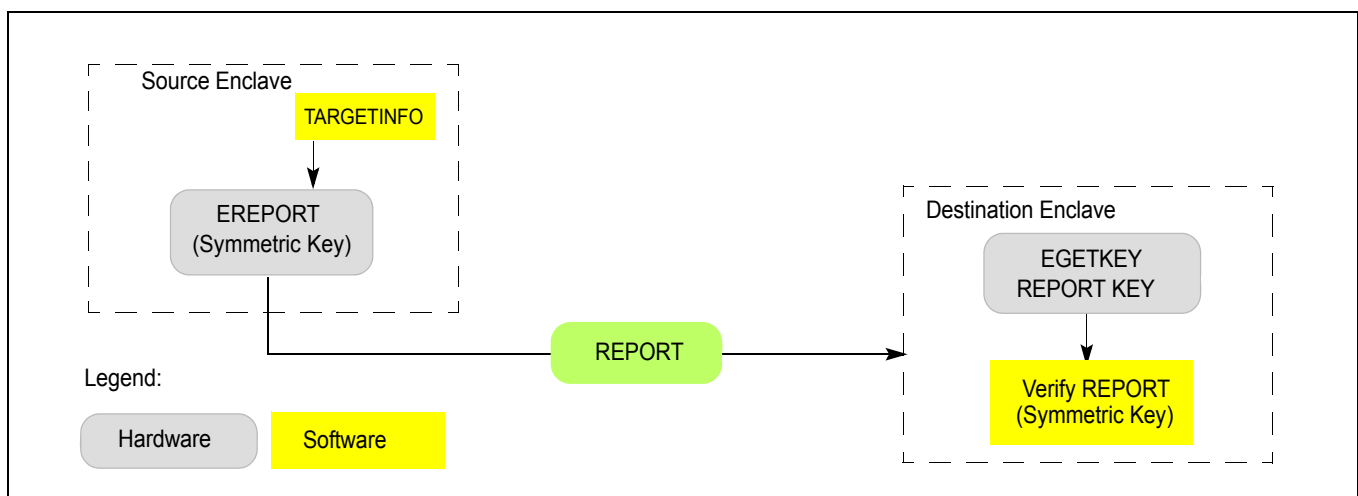 Source Enclave
TARGETINFO
EREPORT
(Symmetric Key)
REPORT
Destination Enclave
EGETKEY
REPORT KEY
Verify REPORT
(Symmetric Key)
Legend:
Hardware
Software